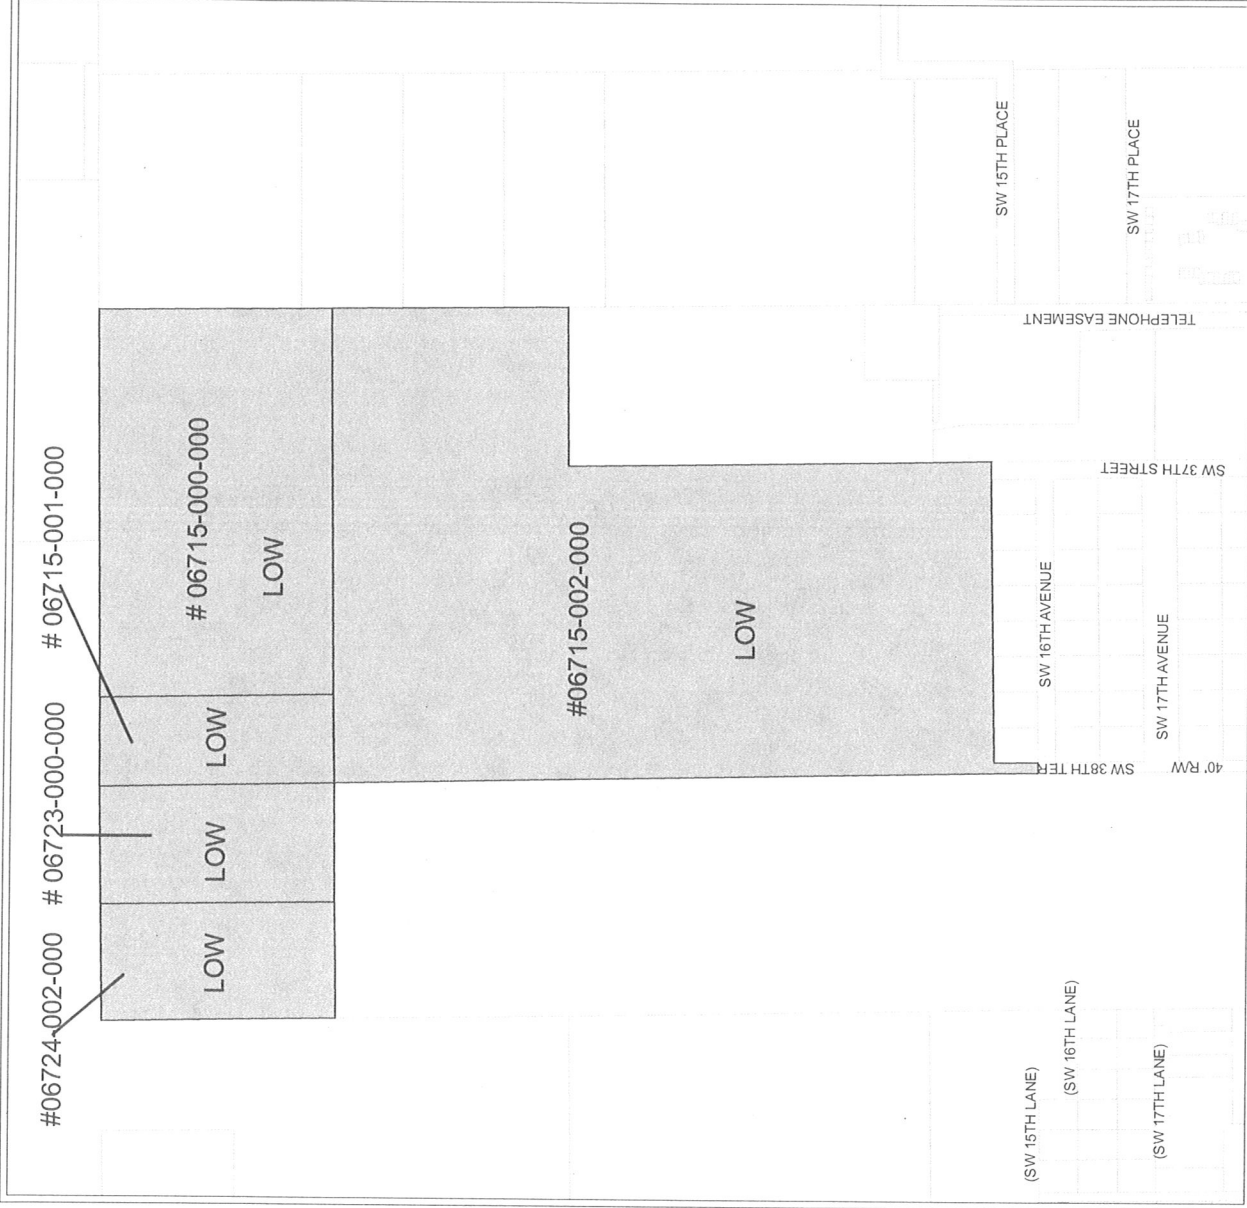 #06724-002-000
# 06723-000-000
# 06715-001-000
LOW
LOW
LOW
# 06715-000-000
LOW
#06715-002-000
LOW
SW 15TH PLACE
SW 17TH PLACE
TELEPHONE EASEMENT
SW 37TH STREET
SW 16TH AVENUE
SW 17TH AVENUE
SW 38TH TER
40' R/W
(SW 15TH LANE)
(SW 16TH LANE)
(SW 17TH LANE)